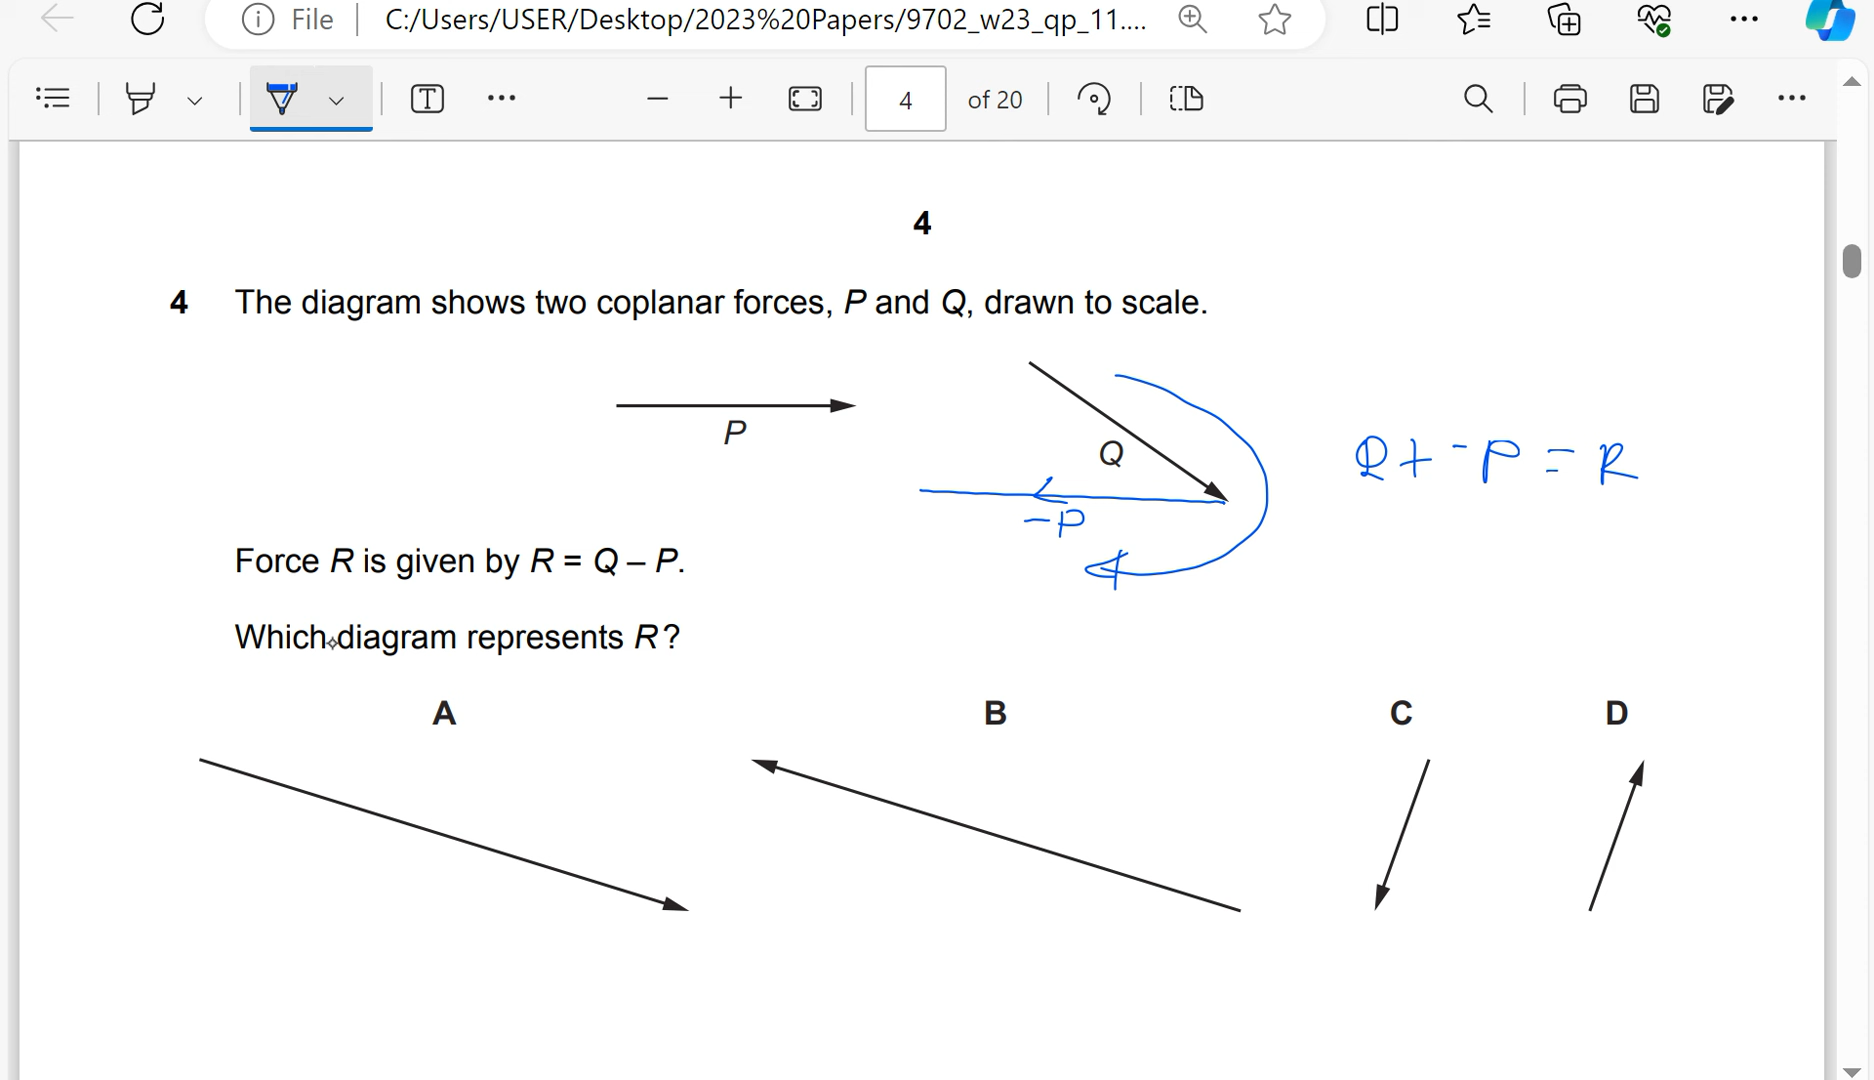 File C:/Users/USER/Desktop/2023%20Papers/9702_w23_qp_11....
4 of 20
4
4 The diagram shows two coplanar forces, P and Q, drawn to scale.
P
Q
Q + -P = R
-P
Force R is given by R = Q – P.
Which diagram represents R?
A B C D